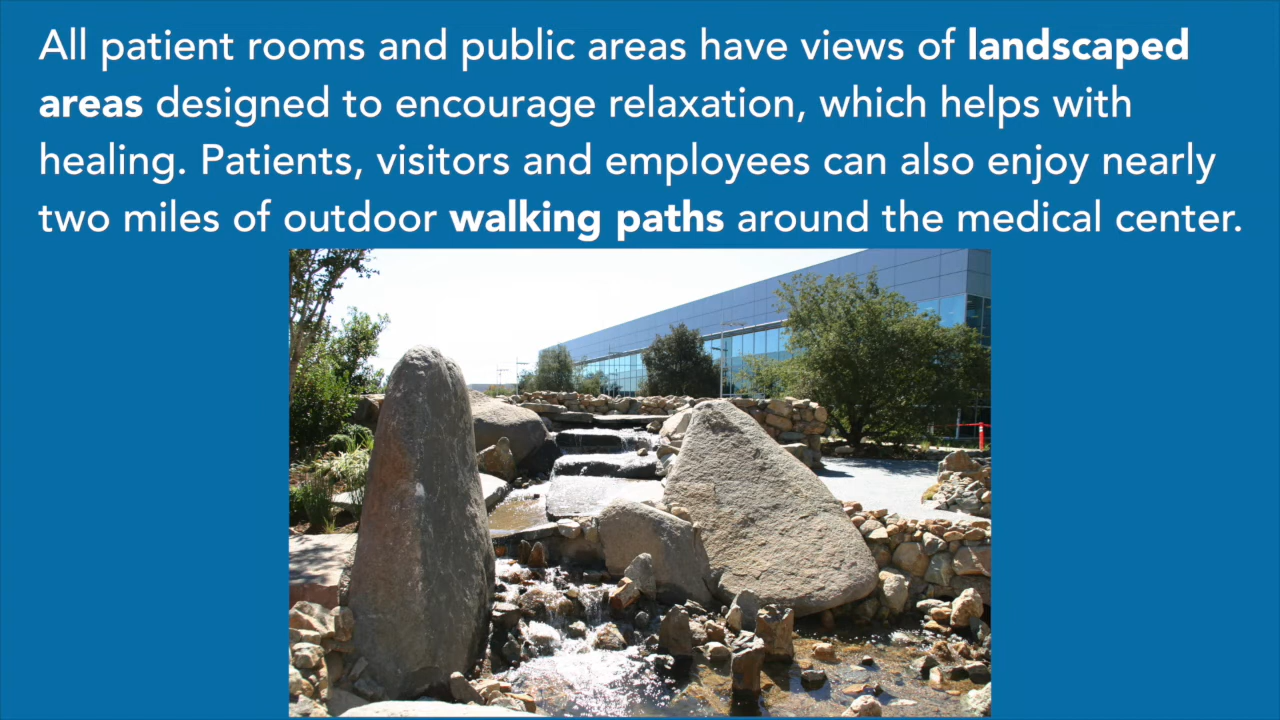 All patient rooms and public areas have views of landscaped
areas designed to encourage relaxation, which helps with
healing. Patients, visitors and employees can also enjoy nearly
two miles of outdoor walking paths around the medical center.